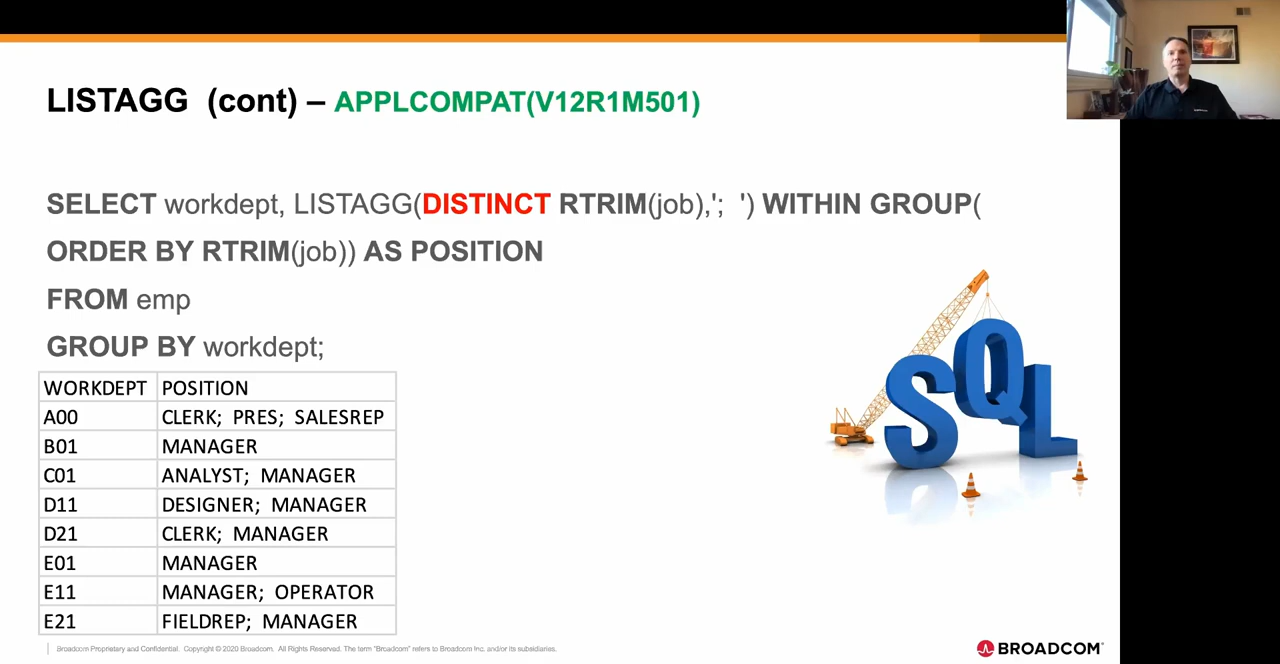 LISTAGG (cont) – APPLCOMPAT(V12R1M501)
SELECT workdept, LISTAGG(DISTINCT RTRIM(job),';  ') WITHIN GROUP(
ORDER BY RTRIM(job)) AS POSITION
FROM emp
GROUP BY workdept;
WORKDEPT POSITION
A00 CLERK;  PRES;  SALESREP
B01 MANAGER
C01 ANALYST;  MANAGER
D11 DESIGNER;  MANAGER
D21 CLERK;  MANAGER
E01 MANAGER
E11 MANAGER;  OPERATOR
E21 FIELDREP;  MANAGER
SQL
Broadcom Proprietary and Confidential. Copyright © 2020 Broadcom. All Rights Reserved. The term "Broadcom" refers to Broadcom Inc. and/or its subsidiaries.
BROADCOM